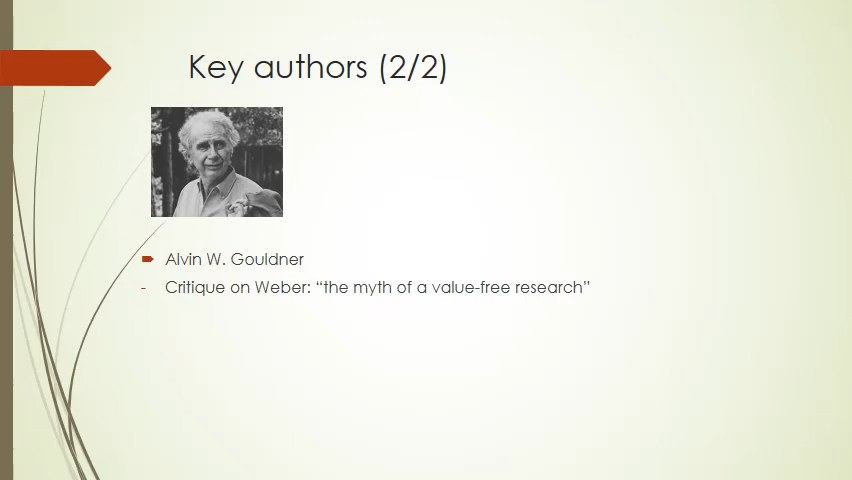 Key authors (2/2)
Alvin W. Gouldner
- Critique on Weber: “the myth of a value-free research”